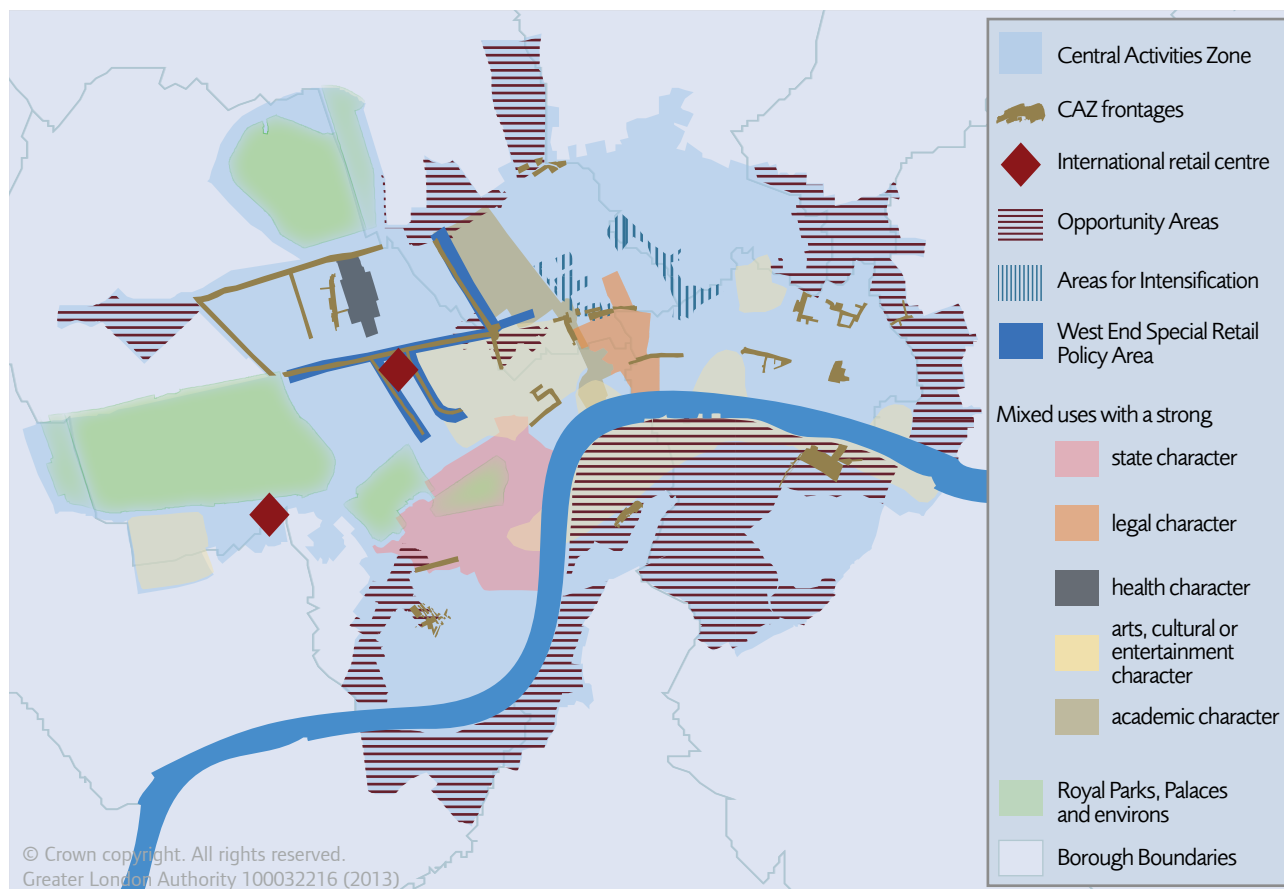 Central Activities Zone
CAZ frontages
International retail centre
Opportunity Areas
Areas for Intensification
West End Special Retail
Policy Area
Mixed uses with a strong
state character
legal character
health character
arts, cultural or
entertainment
character
academic character
Royal Parks, Palaces
and environs
Borough Boundaries
© Crown copyright. All rights reserved.
Greater London Authority 100032216 (2013)